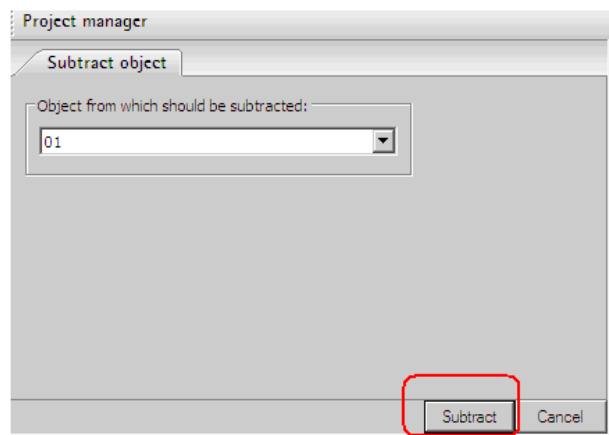 Project manager
Subtract object
Object from which should be subtracted:
01
Subtract Cancel